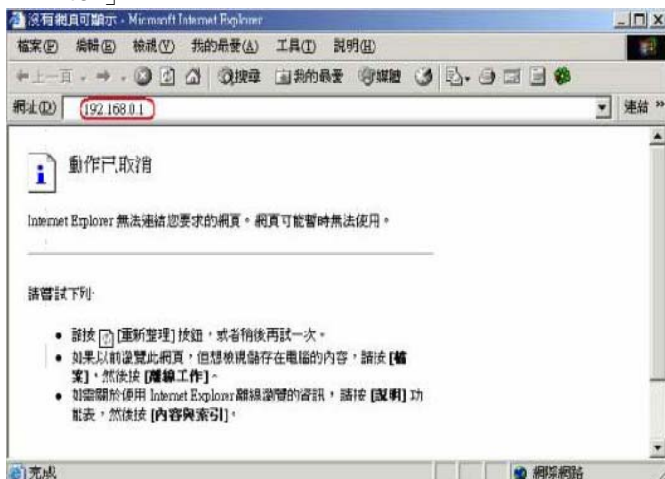 」
沒有網頁可顯示 - Microsoft Internet Explorer
檔案(F) 編輯(E) 檢視(V) 我的最愛(A) 工具(T) 說明(H)
上一頁 搜尋 我的最愛 媒體
網址(D) 192.168.0.1 連結 »
動作已取消
Internet Explorer 無法連結您要求的網頁。網頁可能暫時無法使用。
請嘗試下列:
• 請按 [重新整理] 按鈕,或者稍後再試一次。
• 如果以前瀏覽此網頁,但想檢視儲存在電腦的內容,請按 [檔
案],然後按 [離線工作]。
• 如需關於使用 Internet Explorer 離線瀏覽的資訊,請按 [說明] 功
能表,然後按 [內容與索引]。
完成 網際網路